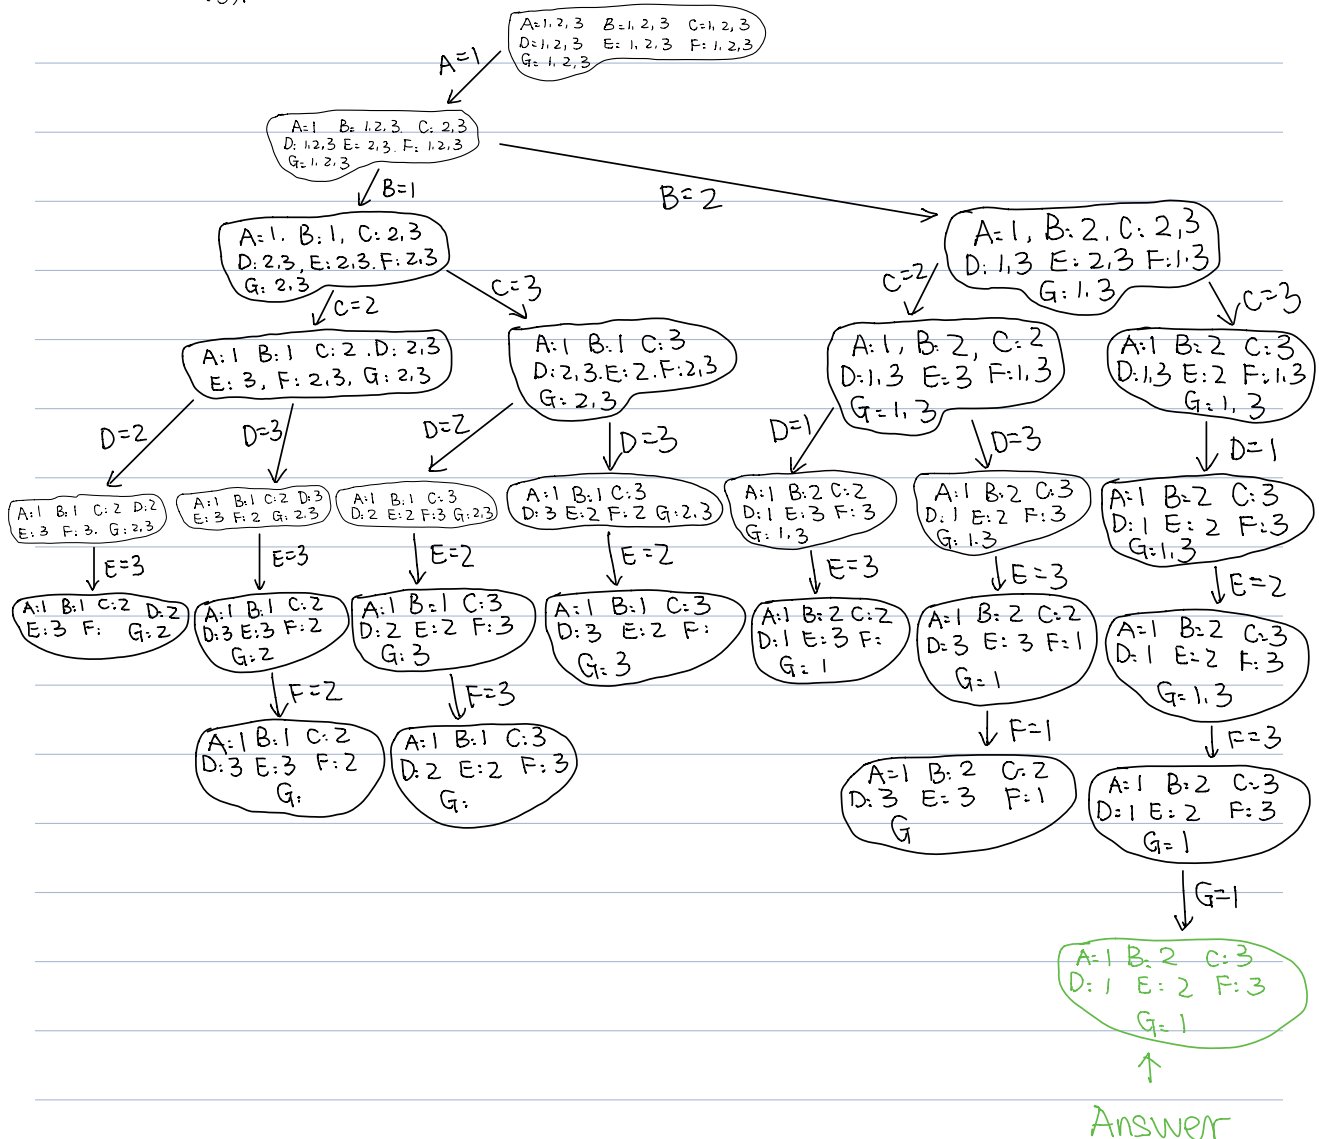 A=1, 2, 3 B=1, 2, 3 C=1, 2, 3
D=1, 2, 3 E: 1, 2, 3 F: 1, 2, 3
G= 1, 2, 3
A=1
A=1 B= 1, 2, 3. C: 2, 3
D: 1, 2, 3 E= 2, 3. F: 1, 2, 3
G= 1, 2, 3
B=1
B=2
A=1. B: 1, C: 2,3
D: 2,3, E: 2,3. F: 2,3
G: 2,3
A=1, B: 2, C: 2,3
D: 1,3 E: 2,3 F: 1.3
G: 1, 3
C=2
C=3
C=2
C=3
A: 1 B: 1 C: 2 . D: 2,3
E: 3, F: 2,3, G: 2,3
A: 1 B: 1 C: 3
D: 2,3. E: 2. F: 2,3
G: 2,3
A: 1, B: 2, C: 2
D: 1,3 E: 3 F: 1,3
G= 1, 3
A: 1 B: 2 C: 3
D: 1,3 E: 2 F: 1,3
G: 1, 3
D=2
D=3
D=2
D=3
D=1
D=3
D=1
A: 1 B: 1 C: 2 D: 2
E: 3 F: 3. G: 2,3
A: 1 B: 1 C: 2 D: 3
E: 3 F: 2 G: 2,3
A: 1 B: 1 C: 3
D: 2 E: 2 F: 3 G: 2,3
A: 1 B: 1 C: 3
D: 3 E: 2 F: 2 G: 2,3
A: 1 B: 2 C: 2
D: 1 E: 3 F: 3
G: 1, 3
A: 1 B: 2 C: 3
D: 1 E: 2 F: 3
G: 1.3
A: 1 B: 2 C: 3
D: 1 E: 2 F: 3
G: 1, 3
E=3
E=3
E=2
E=2
E=3
E=3
E=2
A: 1 B: 1 C: 2 D: 2
E: 3 F: G: 2
A: 1 B: 1 C: 2
D: 3 E: 3 F: 2
G: 2
A: 1 B: 1 C: 3
D: 2 E: 2 F: 3
G: 3
A: 1 B: 1 C: 3
D: 3 E: 2 F:
G: 3
A: 1 B: 2 C: 2
D: 1 E: 3 F:
G= 1
A: 1 B: 2 C: 2
D: 3 E: 3 F: 1
G= 1
A: 1 B: 2 C: 3
D: 1 E: 2 F: 3
G= 1, 3
F=2
F=3
F=1
F=3
A: 1 B: 1 C: 2
D: 3 E: 3 F: 2
G:
A: 1 B: 1 C: 3
D: 2 E: 2 F: 3
G:
A=1 B: 2 C: 2
D: 3 E= 3 F: 1
G
A: 1 B: 2 C: 3
D: 1 E: 2 F: 3
G= 1
G=1
A: 1 B: 2 C: 3
D: 1 E: 2 F: 3
G= 1
Answer